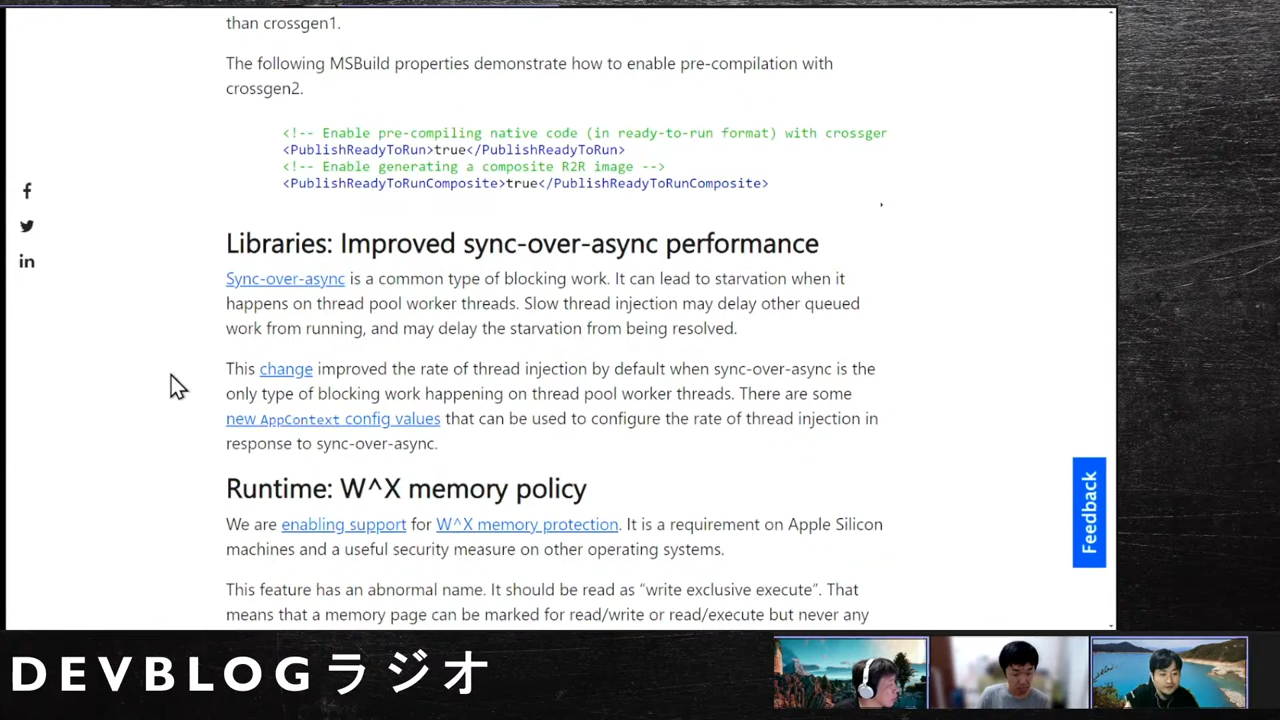 than crossgen1.
The following MSBuild properties demonstrate how to enable pre-compilation with
crossgen2.
<!-- Enable pre-compiling native code (in ready-to-run format) with crossger
<PublishReadyToRun>true</PublishReadyToRun>
<!-- Enable generating a composite R2R image -->
<PublishReadyToRunComposite>true</PublishReadyToRunComposite>
Libraries: Improved sync-over-async performance
Sync-over-async is a common type of blocking work. It can lead to starvation when it
happens on thread pool worker threads. Slow thread injection may delay other queued
work from running, and may delay the starvation from being resolved.
This change improved the rate of thread injection by default when sync-over-async is the
only type of blocking work happening on thread pool worker threads. There are some
new AppContext config values that can be used to configure the rate of thread injection in
response to sync-over-async.
Runtime: W^X memory policy
We are enabling support for W^X memory protection. It is a requirement on Apple Silicon
machines and a useful security measure on other operating systems.
This feature has an abnormal name. It should be read as “write exclusive execute”. That
means that a memory page can be marked for read/write or read/execute but never any
Feedback
DEVBLOGラジオ